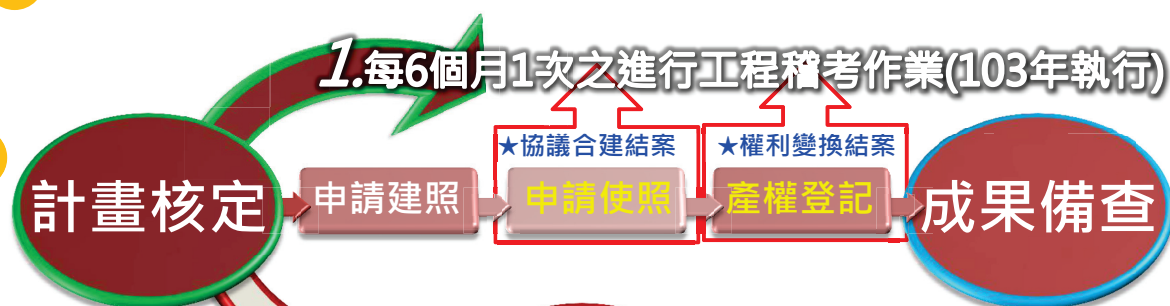 1.每6個月1次之進行工程稽考作業(103年執行)
★協議合建結案
★權利變換結案
計畫核定
申請建照
申請使照
產權登記
成果備查